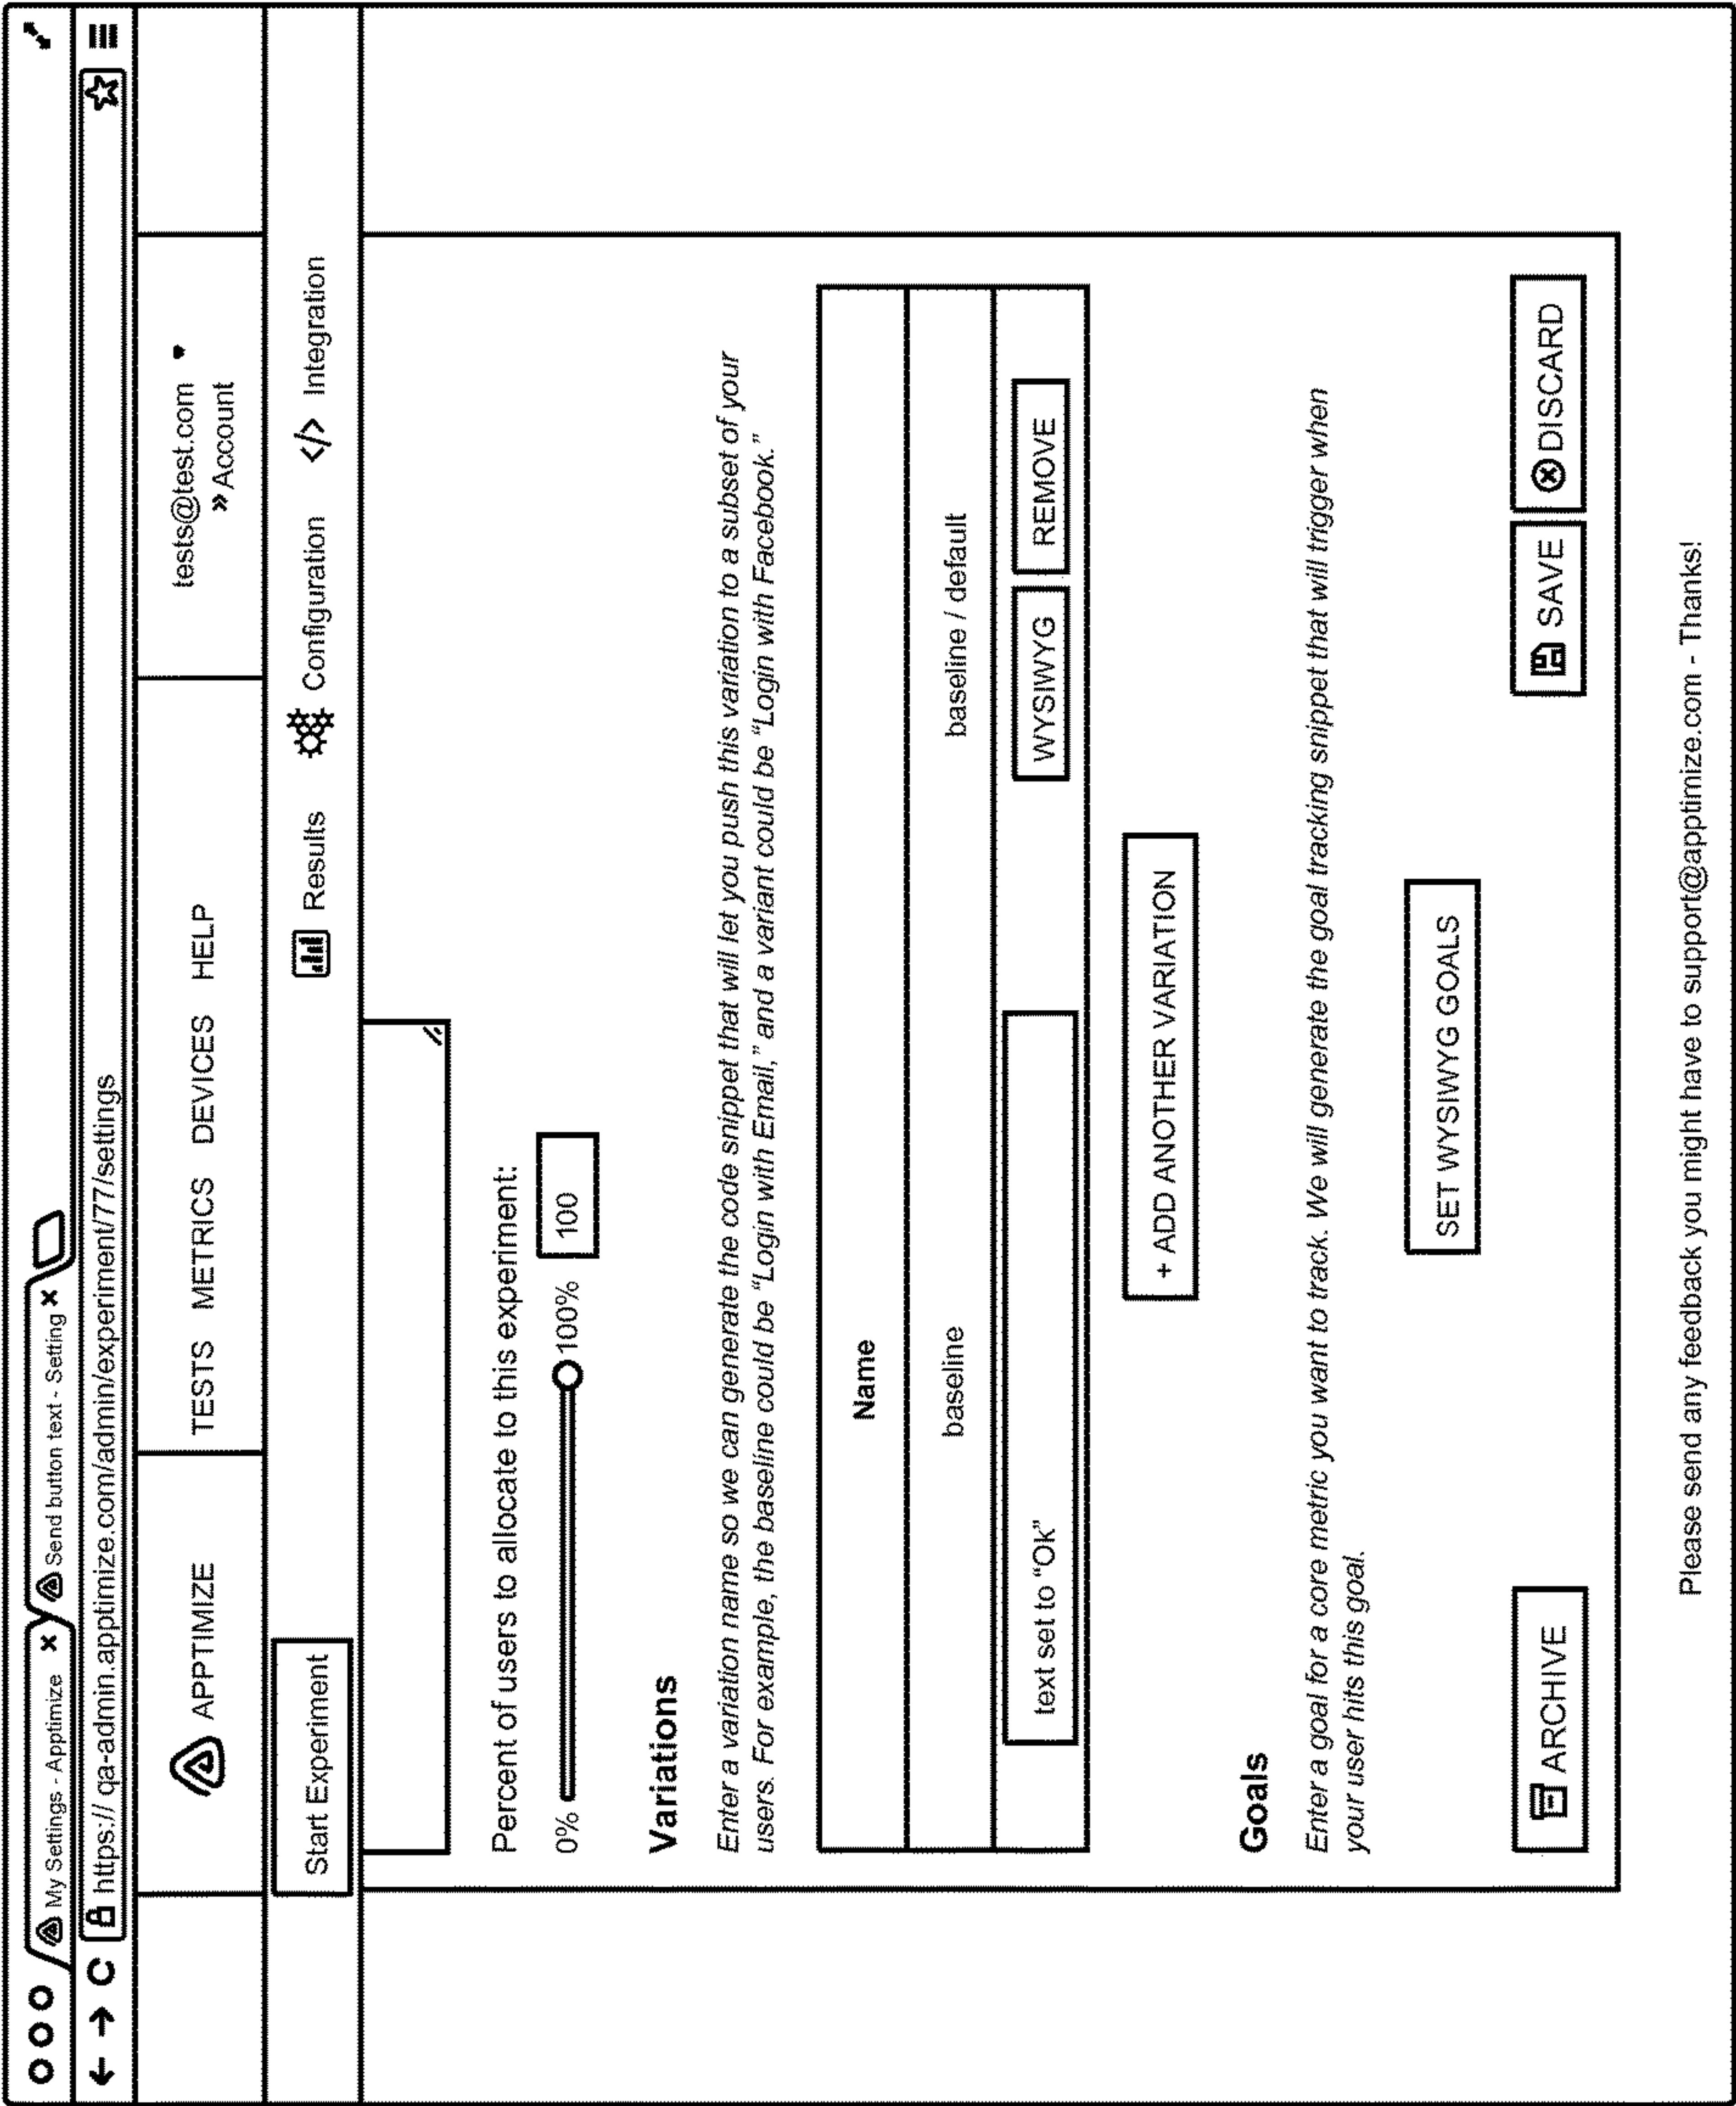 My Settings - Apptimize × Send button text - Setting ×
https:// qa-admin.apptimize.com/admin/experiment/77/settings
APPTIMIZE TESTS METRICS DEVICES HELP tests@test.com
» Account
Start Experiment Results Configuration </> Integration
Percent of users to allocate to this experiment:
0% 100% 100
Variations
Enter a variation name so we can generate the code snippet that will let you push this variation to a subset of your
users. For example, the baseline could be “Login with Email,” and a variant could be “Login with Facebook.”
Name
baseline baseline / default
text set to “OK” WYSIWYG REMOVE
+ ADD ANOTHER VARIATION
Goals
Enter a goal for a core metric you want to track. We will generate the goal tracking snippet that will trigger when
your user hits this goal.
SET WYSIWYG GOALS
ARCHIVE SAVE DISCARD
Please send any feedback you might have to support@apptimize.com - Thanks!